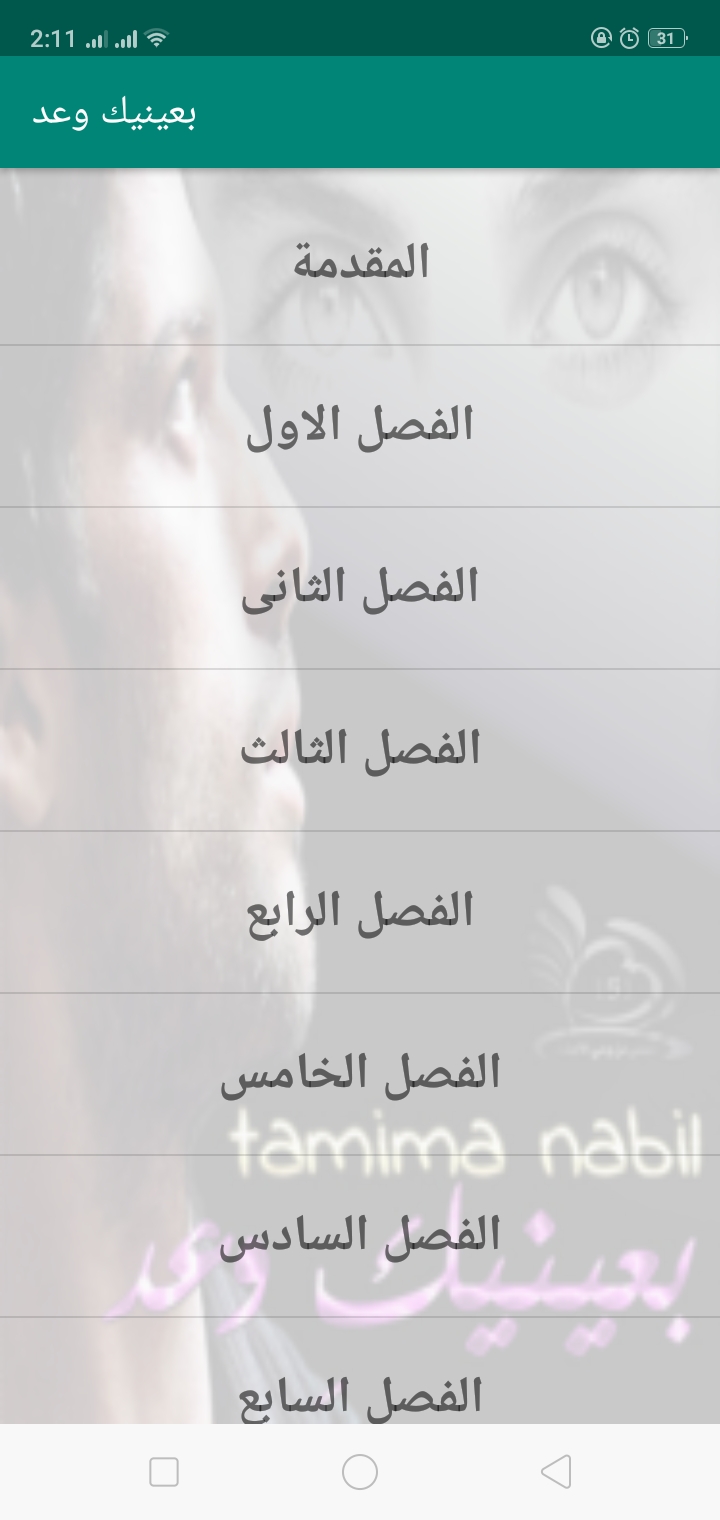 2:11
31
بعينيك وعد
المقدمة
الفصل الاول
الفصل الثانى
الفصل الثالث
الفصل الرابع
الفصل الخامس
tamima nabil
الفصل السادس
بعينيك وعد
الفصل السابع